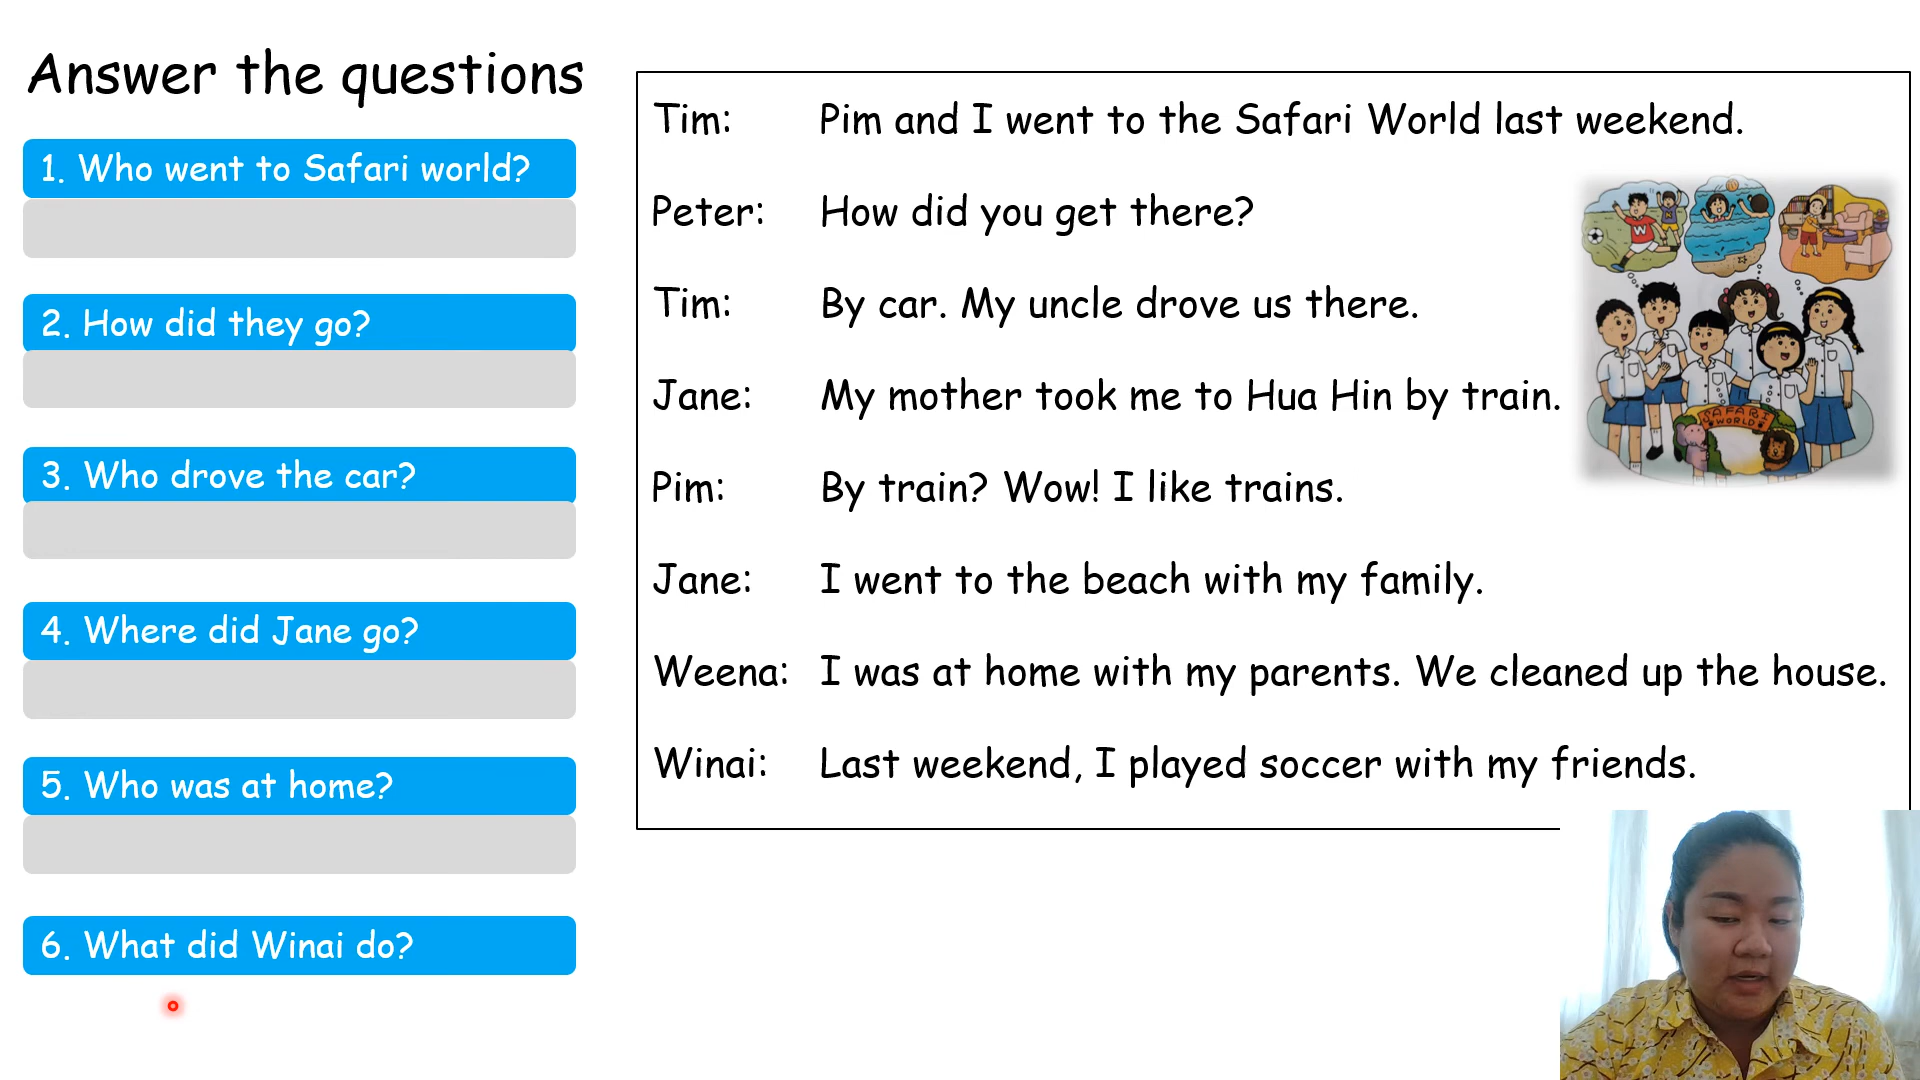 Answer the questions
1. Who went to Safari world?
2. How did they go?
3. Who drove the car?
4. Where did Jane go?
5. Who was at home?
6. What did Winai do?
Tim: Pim and I went to the Safari World last weekend.
Peter: How did you get there?
Tim: By car. My uncle drove us there.
Jane: My mother took me to Hua Hin by train.
Pim: By train? Wow! I like trains.
Jane: I went to the beach with my family.
Weena: I was at home with my parents. We cleaned up the house.
Winai: Last weekend, I played soccer with my friends.
W
SAFARI
WORLD